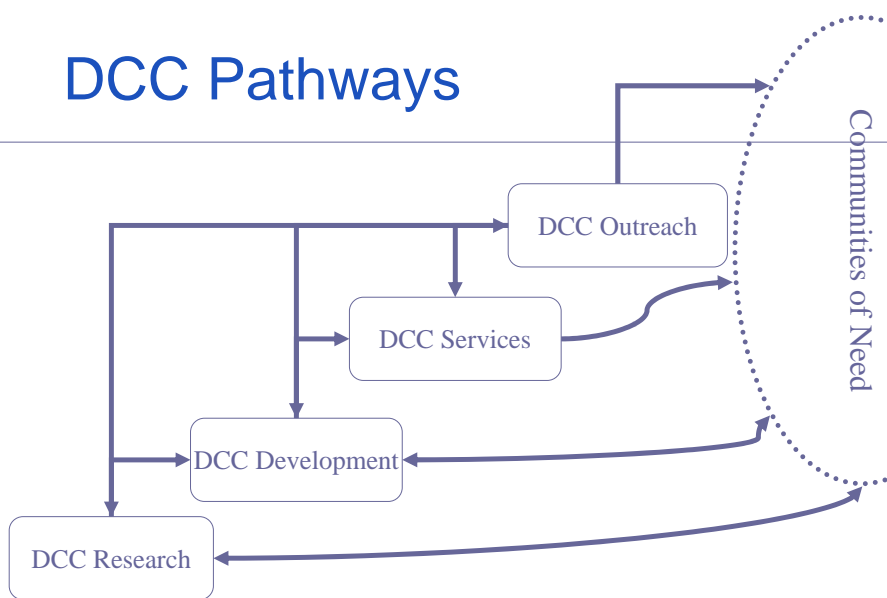 DCC Pathways
Communities of Need
DCC Outreach
DCC Services
DCC Development
DCC Research